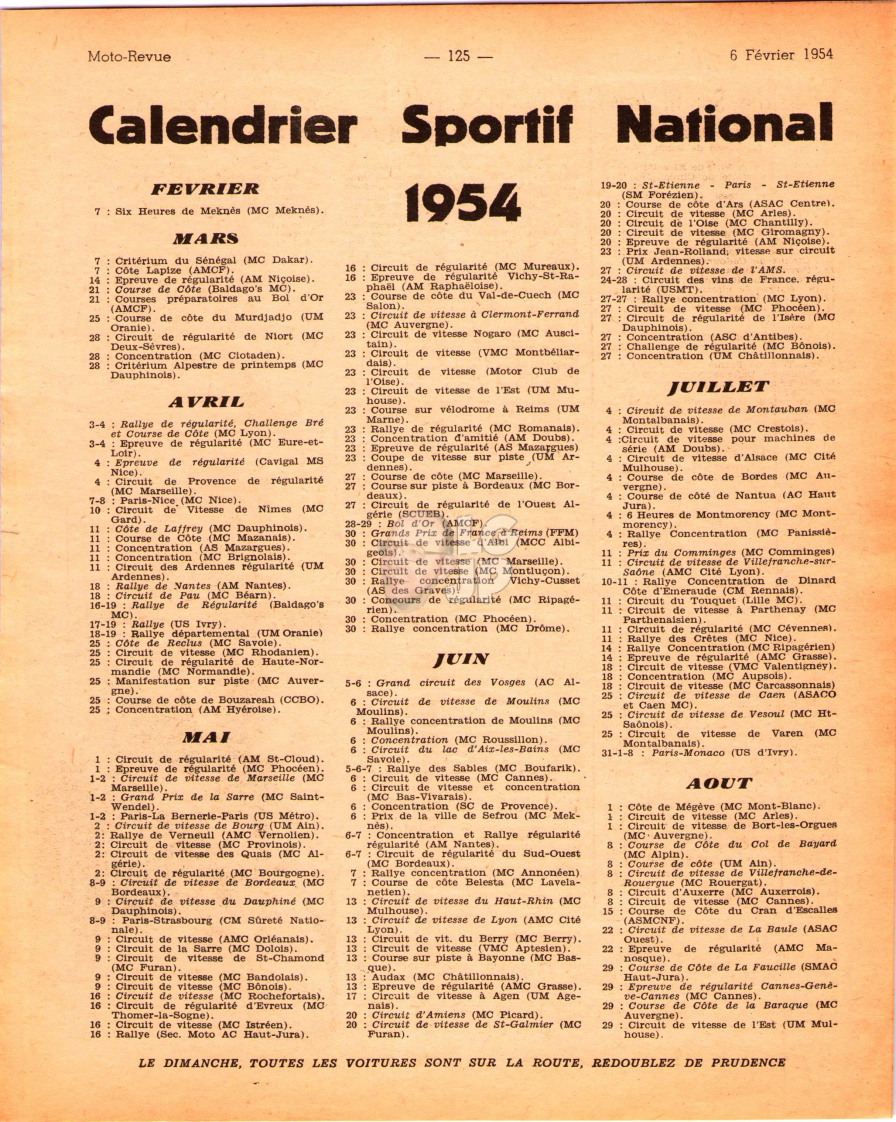 Moto-Revue
— 125 —
6 Février 1954
Calendrier Sportif National
1954
FEVRIER
7 : Six Heures de Meknès (MC Meknés).
MARS
7 : Critérium du Sénégal (MC Dakar).
7 : Côte Lapize (AMCF).
14 : Epreuve de régularité (AM Niçoise).
21 : Course de Côte (Baldago's MC).
21 : Courses préparatoires au Bol d'Or
(AMCF).
25 : Course de côte du Murdjadjo (UM
Oranie).
28 : Circuit de régularité de Niort (MC
Deux-Sèvres).
28 : Concentration (MC Ciotaden).
28 : Critérium Alpestre de printemps (MC
Dauphinois).
AVRIL
3-4 : Rallye de régularité, Challenge Bré
et Course de Côte (MC Lyon).
3-4 : Epreuve de régularité (MC Eure-et-
Loir).
4 : Epreuve de régularité (Cavigal MS
Nice).
4 : Circuit de Provence de régularité
(MC Marseille).
7-8 : Paris-Nice (MC Nice).
10 : Circuit de Vitesse de Nîmes (MC
Gard).
11 : Côte de Laffrey (MC Dauphinois).
11 : Course de Côte (MC Mazanais).
11 : Concentration (AS Mazargues).
11 : Concentration (MC Brignolais).
11 : Circuit des Ardennes régularité (UM
Ardennes).
18 : Rallye de Nantes (AM Nantes).
18 : Circuit de Pau (MC Béarn).
16-19 : Rallye de Régularité (Baldago's
MC).
17-19 : Rallye (US Ivry).
18-19 : Rallye départemental (UM Oranie)
25 : Côte de Reclus (MC Savoie).
25 : Circuit de vitesse (MC Rhodanien).
25 : Circuit de régularité de Haute-Nor-
mandie (MC Normandie).
25 : Manifestation sur piste (MC Auver-
gne).
25 : Course de côte de Bouzareah (CCBO).
25 ; Concentration (AM Hyéroise).
MAI
1 : Circuit de régularité (AM St-Cloud).
1 : Epreuve de régularité (MC Phocéen).
1-2 : Circuit de vitesse de Marseille (MC
Marseille).
1-2 : Grand Prix de la Sarre (MC Saint-
Wendel).
1-2 : Paris-La Bernerie-Paris (US Métro).
2 : Circuit de vitesse de Bourg (UM Ain).
2: Rallye de Verneuil (AMC Vernolien).
2: Circuit de vitesse (MC Provinois).
2: Circuit de vitesse des Quais (MC Al-
gérie).
2: Circuit de régularité (MC Bourgogne).
8-9 : Circuit de vitesse de Bordeaux (MC
Bordeaux).
9 : Circuit de vitesse du Dauphiné (MC
Dauphinois).
8-9 : Paris-Strasbourg (CM Sûreté Natio-
nale).
9 : Circuit de vitesse (AMC Orléanais).
9 : Circuit de la Sarre (MC Dolois).
9 : Circuit de vitesse de St-Chamond
(MC Furan).
9 : Circuit de vitesse (MC Bandolais).
9 : Circuit de vitesse (MC Bônois).
16 : Circuit de vitesse (MC Rochefortais).
16 : Circuit de régularité d'Evreux (MC
Thomer-la-Sogne).
16 : Circuit de vitesse (MC Istréen).
16 : Rallye (Sec. Moto AC Haut-Jura).
16 : Circuit de régularité (MC Mureaux).
16 : Epreuve de régularité Vichy-St-Ra-
phaël (AM Raphaëloise).
23 : Course de côte du Val-de-Cuech (MC
Salon).
23 : Circuit de vitesse à Clermont-Ferrand
(MC Auvergne).
23 : Circuit de vitesse Nogaro (MC Ausci-
tain).
23 : Circuit de vitesse (VMC Montbéliar-
dais).
23 : Circuit de vitesse (Motor Club de
l'Oise).
23 : Circuit de vitesse de l'Est (UM Mu-
house).
23 : Course sur vélodrome à Reims (UM
Marne).
23 : Rallye de régularité (MC Romanais).
23 : Concentration d'amitié (AM Doubs).
23 : Epreuve de régularité (AS Mazargues)
23 : Coupe de vitesse sur piste (UM Ar-
dennes).
27 : Course de côte (MC Marseille).
27 : Course sur piste à Bordeaux (MC Bor-
deaux).
27 : Circuit de régularité de l'Ouest Al-
gérie (SCUEB).
28-29 : Bol d'Or (AMCF)
30 : Grands Prix de France à Reims (FFM)
30 : Circuit de vitesse d'Albi (MCC Albi-
geois).
30 : Circuit de vitesse (MC Marseille).
30 : Circuit de vitesse (MC Montluçon).
30 : Rallye concentration Vichy-Cusset
(AS des Graves).
30 : Concours de régularité (MC Ripagé-
rien).
30 : Concentration (MC Phocéen).
30 : Rallye concentration (MC Drôme).
JUIN
5-6 : Grand circuit des Vosges (AC Al-
sace).
6 : Circuit de vitesse de Moulins (MC
Moulins).
6 : Rallye concentration de Moulins (MC
Moulins).
6 : Concentration (MC Roussillon).
6 : Circuit du lac d'Aix-les-Bains (MC
Savoie).
5-6-7 : Rallye des Sables (MC Boufarik).
6 : Circuit de vitesse (MC Cannes).
6 : Circuit de vitesse et concentration
(MC Bas-Vivarais).
6 : Concentration (SC de Provence).
6 : Prix de la ville de Sefrou (MC Mek-
nès).
6-7 : Concentration et Rallye régularité
régularité (AM Nantes).
6-7 : Circuit de régularité du Sud-Ouest
(MC Bordeaux).
7 : Rallye concentration (MC Annonéen)
7 : Course de côte Belesta (MC Lavela-
netien).
13 : Circuit de vitesse du Haut-Rhin (MC
Mulhouse).
13 : Circuit de vitesse de Lyon (AMC Cité
Lyon).
13 : Circuit de vit. du Berry (MC Berry).
13 : Circuit de vitesse (VMC Aptesien).
13 : Course sur piste à Bayonne (MC Bas-
que).
13 : Audax (MC Châtillonnais).
13 : Epreuve de régularité (AMC Grasse).
17 : Circuit de vitesse à Agen (UM Age-
nais).
20 : Circuit d'Amiens (MC Picard).
20 : Circuit de vitesse de St-Galmier (MC
Furan).
19-20 : St-Etienne - Paris - St-Etienne
(SM Forézien).
20 : Course de côte d'Ars (ASAC Centre).
20 : Circuit de vitesse (MC Arles).
20 : Circuit de l'Oise (MC Chantilly).
20 : Circuit de vitesse (MC Giromagny).
20 : Epreuve de régularité (AM Niçoise).
23 : Prix Jean-Rolland; vitesse sur circuit
(UM Ardennes).
27 : Circuit de vitesse de l'AMS.
24-28 : Circuit des vins de France, régu-
larité (USMT).
27-27 : Rallye concentration (MC Lyon).
27 : Circuit de vitesse (MC Phocéen).
27 : Circuit de régularité de l'Isère (MC
Dauphinois).
27 : Concentration (ASC d'Antibes).
27 : Challenge de régularité (MC Bônois).
27 : Concentration (UM Châtillonnais).
JUILLET
4 : Circuit de vitesse de Montauban (MC
Montalbanais).
4 : Circuit de vitesse (MC Crestois).
4 :Circuit de vitesse pour machines de
série (AM Doubs).
4 : Circuit de vitesse d'Alsace (MC Cité
Mulhouse).
4 : Course de côte de Bordes (MC Au-
vergne).
4 : Course de côté de Nantua (AC Haut
Jura).
4 : 6 Heures de Montmorency (MC Mont-
morency).
4 : Rallye Concentration (MC Panissiè-
res).
11 : Prix du Comminges (MC Comminges)
11 : Circuit de vitesse de Villefranche-sur-
Saône (AMC Cité Lyon).
10-11 : Rallye Concentration de Dinard
Côte d'Emeraude (CM Rennais).
11 : Circuit du Touquet (Lille MC).
11 : Circuit de vitesse à Parthenay (MC
Parthenaisien).
11 : Circuit de régularité (MC Cévennes).
11 : Rallye des Crêtes (MC Nice).
14 : Rallye Concentration (MC Ripagérien)
14 : Epreuve de régularité (AMC Grasse).
18 : Circuit de vitesse (VMC Valentigney).
18 : Concentration (MC Aupsois).
18 : Circuit de vitesse (MC Carcassonnais)
25 : Circuit de vitesse de Caen (ASACO
et Caen MC).
25 : Circuit de vitesse de Vesoul (MC Ht-
Saônois).
25 : Circuit de vitesse de Varen (MC
Montalbanais).
31-1-8 : Paris-Monaco (US d'Ivry).
AOUT
1 : Côte de Mégève (MC Mont-Blanc).
1 : Circuit de vitesse (MC Arles).
1 : Circuit de vitesse de Bort-les-Orgues
(MC Auvergne).
8 : Course de Côte du Col de Bayard
(MC Alpin).
8 : Course de côte (UM Ain).
8 : Circuit de vitesse de Villefranche-de-
Rouergue (MC Rouergat).
8 : Circuit d'Auxerre (MC Auxerrois).
8 : Circuit de vitesse (MC Cannes).
15 : Course de Côte du Cran d'Escalles
(ASMCNF).
22 : Circuit de vitesse de La Baule (ASAC
Ouest).
22 : Epreuve de régularité (AMC Ma-
nosque).
29 : Course de Côte de La Faucille (SMAC
Haut-Jura).
29 : Epreuve de régularité Cannes-Genè-
ve-Cannes (MC Cannes).
29 : Course de Côte de la Baraque (MC
Auvergne).
29 : Circuit de vitesse de l'Est (UM Mul-
house).
LE DIMANCHE, TOUTES LES VOITURES SONT SUR LA ROUTE, REDOUBLEZ DE PRUDENCE